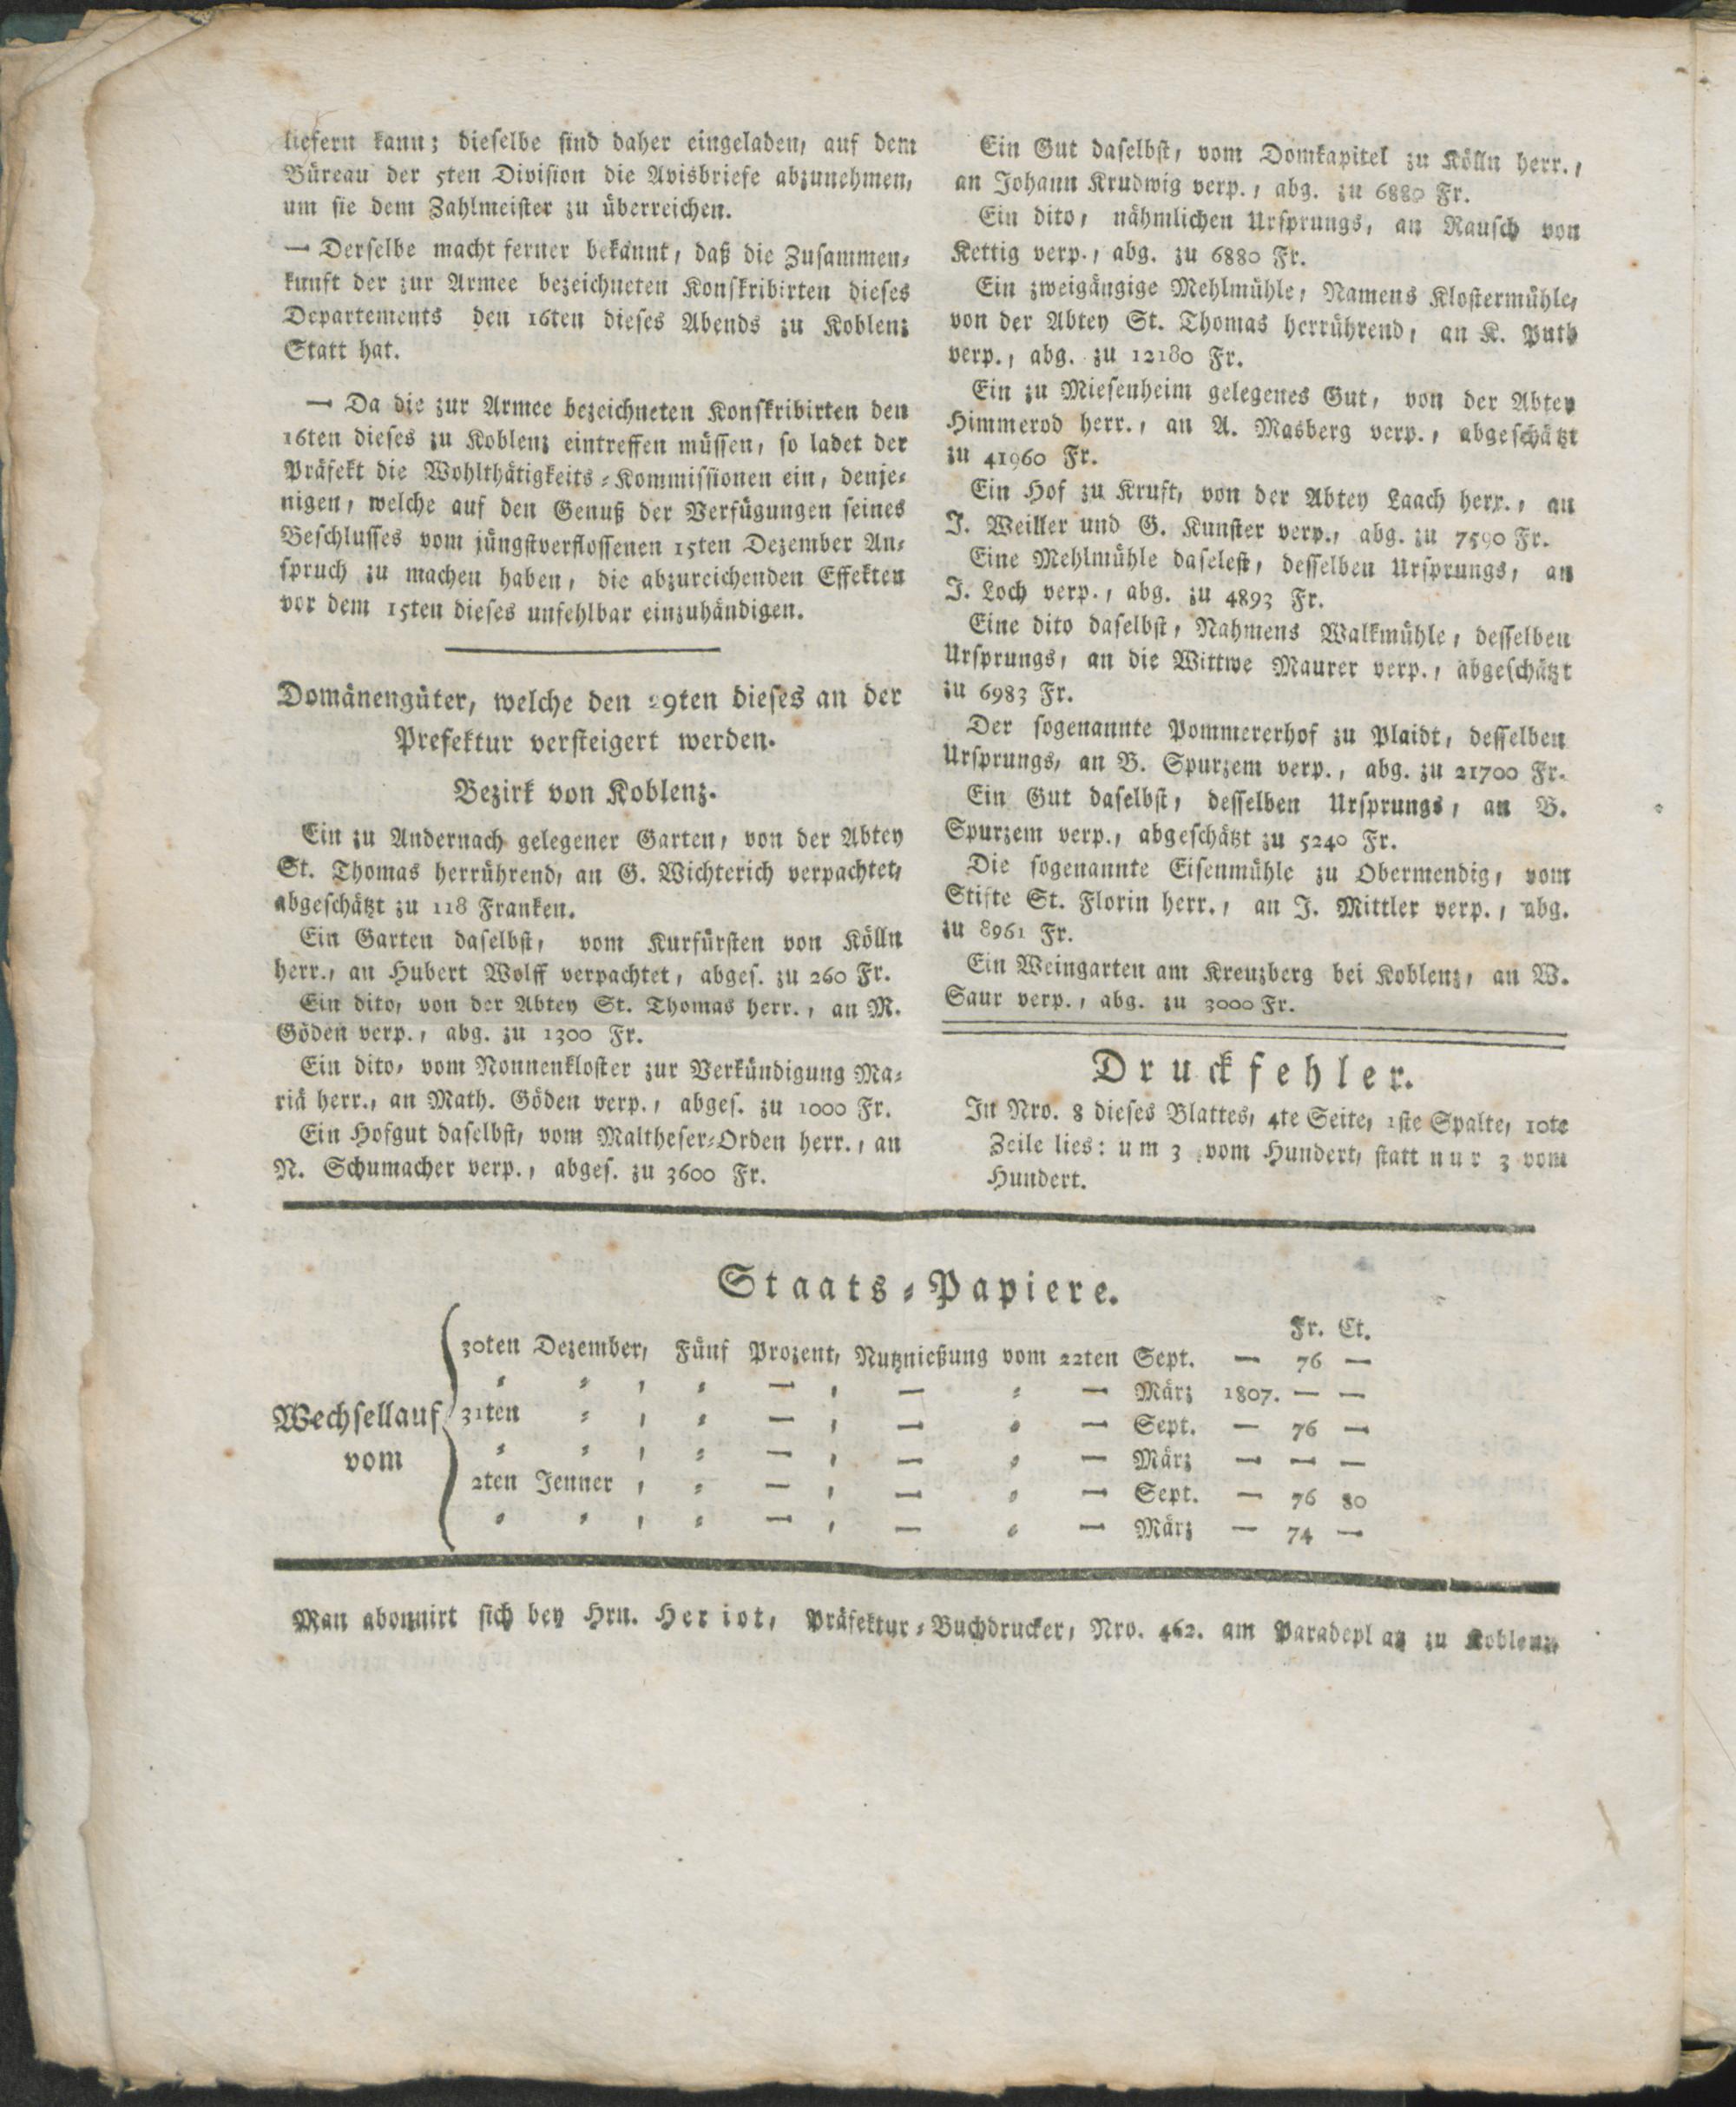 liefern kann; dieselbe sind daher eingeladen, auf dem
Büreau der 5ten Division die Avisbriefe abzunehmen,
um sie dem Zahlmeister zu überreichen.
— Derselbe macht ferner bekannt, daß die Zusammen-
kunft der zur Armee bezeichneten Konskribirten dieses
Departements den 16ten dieses Abends zu Koblenz
Statt hat.
— Da die zur Armee bezeichneten Konskribirten den
16ten dieses zu Koblenz eintreffen müssen, so ladet der
Präfekt die Wohlthätigkeits-Kommissionen ein, denje-
nigen, welche auf den Genuß der Verfügungen seines
Beschlusses vom jüngstverflossenen 15ten Dezember An-
spruch zu machen haben, die abzureichenden Effekten
vor dem 15ten dieses unfehlbar einzuhändigen.
Domänengüter, welche den 29ten dieses an der
Prefektur versteigert werden.
Bezirk von Koblenz.
Ein zu Andernach gelegener Garten, von der Abtey
St. Thomas herrührend, an G. Wichterich verpachtet,
abgeschätzt zu 118 Franken.
Ein Garten daselbst, vom Kurfürsten von Kölln
herr., an Hubert Wolff verpachtet, abges. zu 260 Fr.
Ein dito, von der Abtey St. Thomas herr., an M.
Göden verp., abg. zu 1300 Fr.
Ein dito, vom Nonnenkloster zur Verkündigung Ma-
riä herr., an Math. Göden verp., abges. zu 1000 Fr.
Ein Hofgut daselbst, vom Maltheser-Orden herr., an
N. Schumacher verp., abges. zu 3600 Fr.
Ein Gut daselbst, vom Domkapitel zu Kölln herr.,
an Johann Krudwig verp., abg. zu 6880 Fr.
Ein dito, nähmlichen Ursprungs, an Rausch von
Kettig verp., abg. zu 6880 Fr.
Ein zweigängige Mehlmühle, Namens Klostermühle,
von der Abtey St. Thomas herrührend, an K. Puth
verp., abg. zu 12180 Fr.
Ein zu Miesenheim gelegenes Gut, von der Abtey
Himmerod herr., an A. Masberg verp., abgeschätzt
zu 41960 Fr.
Ein Hof zu Kruft, von der Abtey Laach herr., an
J. Weiller und G. Kunster verp., abg. zu 7590 Fr.
Eine Mehlmühle daselest, desselben Ursprungs, an
J. Loch verp., abg. zu 4893 Fr.
Eine dito daselbst, Nahmens Walkmühle, desselben
Ursprungs, an die Wittwe Maurer verp., abgeschätzt
zu 6983 Fr.
Der sogenannte Pommererhof zu Plaidt, desselben
Ursprungs, an B. Spurzem verp., abg. zu 21700 Fr.
Ein Gut daselbst, desselben Ursprungs, an B.
Spurzem verp., abgeschätzt zu 5240 Fr.
Die sogenannte Eisenmühle zu Obermendig, vom
Stifte St. Florin herr., an J. Mittler verp., abg.
zu 8961 Fr.
Ein Weingarten am Kreuzberg bei Koblenz, an W.
Saur verp., abg. zu 3000 Fr.
Druckfehler.
In Nro. 8 dieses Blattes, 4te Seite, 1ste Spalte, 10te
Zeile lies: um 3 vom Hundert, statt nur 3 vom
Hundert.
Staats-Papiere.
Fr. Ct.
Wechsellauf
vom
30ten Dezember, Fünf Prozent, Nutznießung vom 22ten Sept. — 76 —
" " , " — , — " — März 1807. — —
31ten " , " — , — " — Sept. — 76 —
" " , " — , — " — März — — —
2ten Jenner , " — , — " — Sept. — 76 80
" " , " — , — " — März — 74 —
Man abonnirt sich bey Hrn. Heriot, Präfektur-Buchdrucker, Nro. 462. am Paradeplatz zu Koblenz.